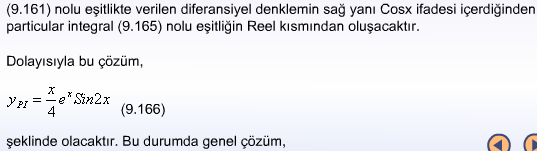 (9.161) nolu eşitlikte verilen diferansiyel denklemin sağ yanı Cosx ifadesi içerdiğinden
particular integral (9.165) nolu eşitliğin Reel kısmından oluşacaktır.
Dolayısıyla bu çözüm,
y_{PI} = \frac{x}{4} e^x Sin2x (9.166)
şeklinde olacaktır. Bu durumda genel çözüm,